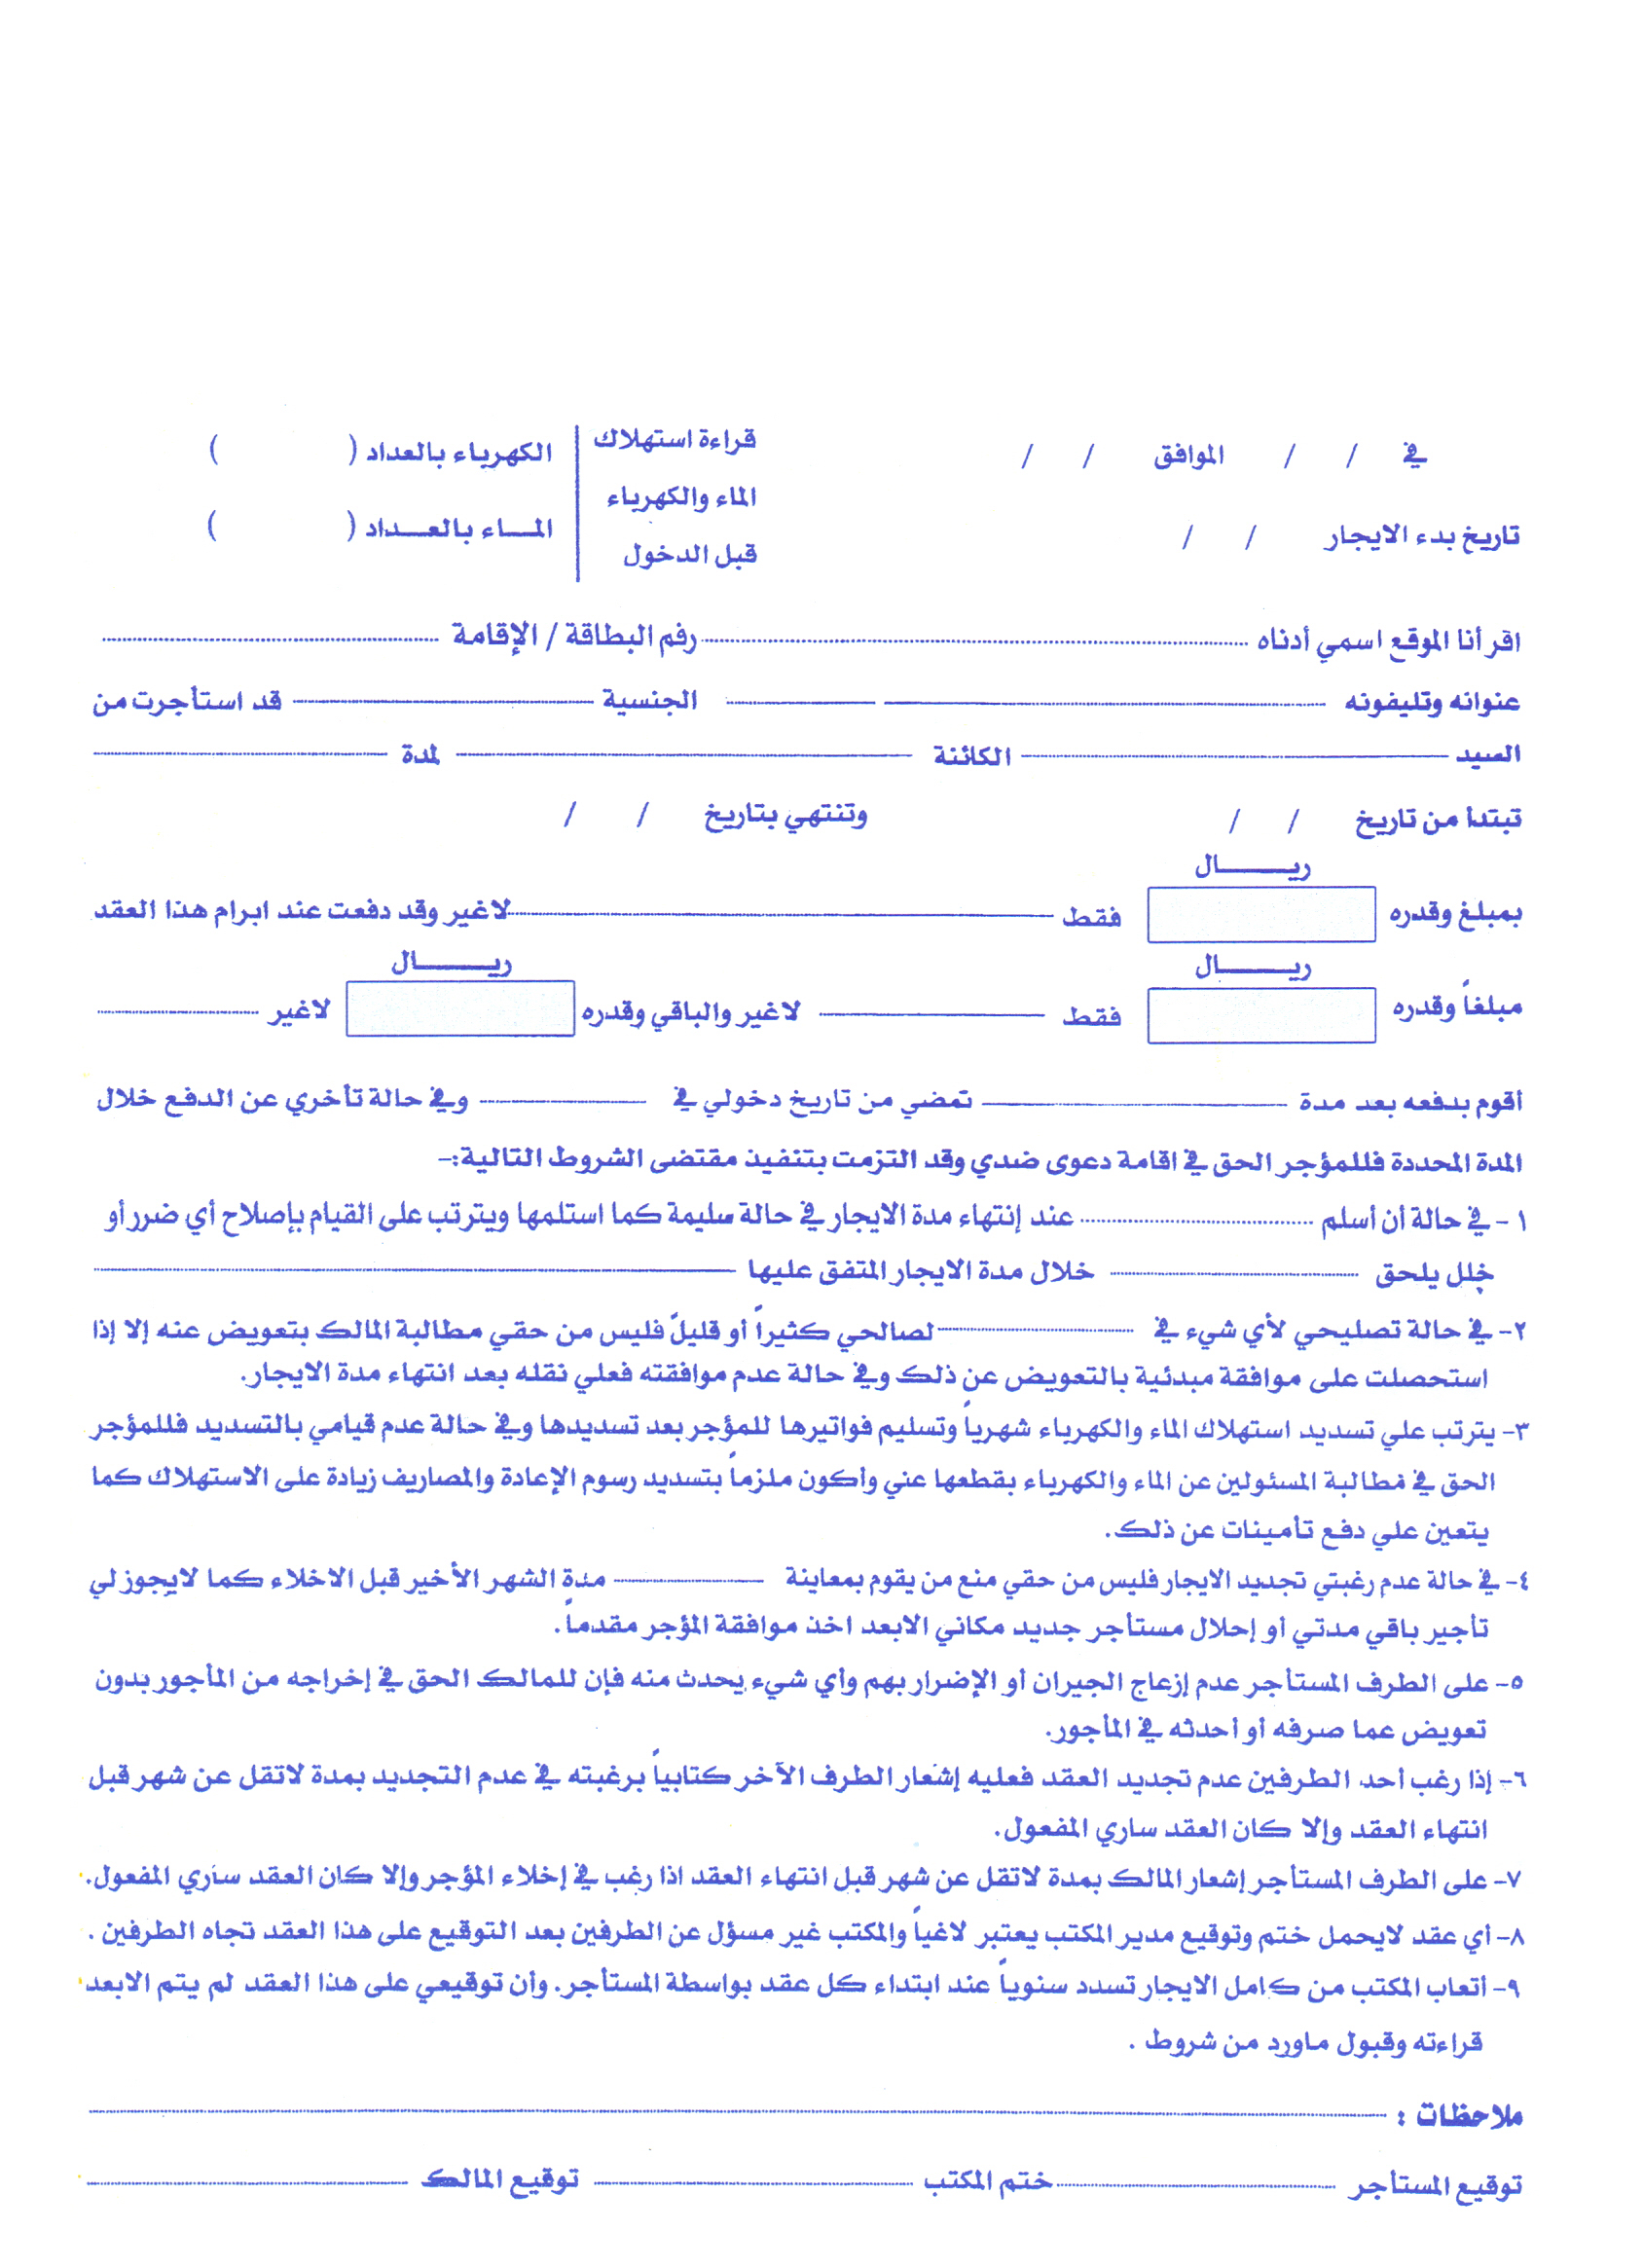 في / / الموافق / /
قراءة استهلاك
الماء والكهرباء
قبل الدخول
الكهرباء بالعداد ( )
المـــاء بالعـــداد ( )
تاريخ بدء الايجار / /
اقر أنا الموقع اسمي أدناه رقم البطاقة / الإقامة
عنوانه وتليفونه الجنسية قد استأجرت من
السيد الكائنة لمدة
تبتدأ من تاريخ / / وتنتهي بتاريخ / /
ريـــــال
بمبلغ وقدره فقط لاغير وقد دفعت عند ابرام هذا العقد
ريـــــال ريـــــال
مبلغاً وقدره فقط لاغير والباقي وقدره لاغير
أقوم بدفعه بعد مدة تمضي من تاريخ دخولي في وفي حالة تأخري عن الدفع خلال
المدة المحددة فللمؤجر الحق في اقامة دعوى ضدي وقد التزمت بتنفيذ مقتضى الشروط التالية:-
١- في حالة أن أسلم عند إنتهاء مدة الايجار في حالة سليمة كما استلمها ويترتب على القيام بإصلاح أي ضرر أو
خلل يلحق خلال مدة الايجار المتفق عليها
٢- في حالة تصليحي لأي شيء في لصالحي كثيراً أو قليلً فليس من حقي مطالبة المالك بتعويض عنه إلا إذا
استحصلت على موافقة مبدئية بالتعويض عن ذلك وفي حالة عدم موافقته فعلي نقله بعد انتهاء مدة الايجار.
٣- يترتب علي تسديد استهلاك الماء والكهرباء شهرياً وتسليم فواتيرها للمؤجر بعد تسديدها وفي حالة عدم قيامي بالتسديد فللمؤجر
الحق في مطالبة المسئولين عن الماء والكهرباء بقطعها عني وأكون ملزماً بتسديد رسوم الإعادة والمصاريف زيادة على الاستهلاك كما
يتعين علي دفع تأمينات عن ذلك.
٤- في حالة عدم رغبتي تجديد الايجار فليس من حقي منع من يقوم بمعاينة مدة الشهر الأخير قبل الاخلاء كما لايجوز لي
تأجير باقي مدتي أو إحلال مستأجر جديد مكاني الابعد اخذ موافقة المؤجر مقدماً.
٥- على الطرف المستأجر عدم إزعاج الجيران أو الإضرار بهم وأي شيء يحدث منه فإن للمالك الحق في إخراجه من المأجور بدون
تعويض عما صرفه أو أحدثه في المأجور.
٦- إذا رغب أحد الطرفين عدم تجديد العقد فعليه إشعار الطرف الآخر كتابياً برغبته في عدم التجديد بمدة لاتقل عن شهر قبل
انتهاء العقد وإلا كان العقد ساري المفعول.
٧- على الطرف المستأجر إشعار المالك بمدة لاتقل عن شهر قبل انتهاء العقد اذا رغب في إخلاء المؤجر وإلا كان العقد ساري المفعول.
٨- أي عقد لايحمل ختم وتوقيع مدير المكتب يعتبر لاغياً والمكتب غير مسؤل عن الطرفين بعد التوقيع على هذا العقد تجاه الطرفين .
٩- أتعاب المكتب من كامل الايجار تسدد سنوياً عند ابتداء كل عقد بواسطة المستأجر. وأن توقيعي على هذا العقد لم يتم الابعد
قراءته وقبول ماورد من شروط .
ملاحظات :
توقيع المستأجر ختم المكتب توقيع المالك